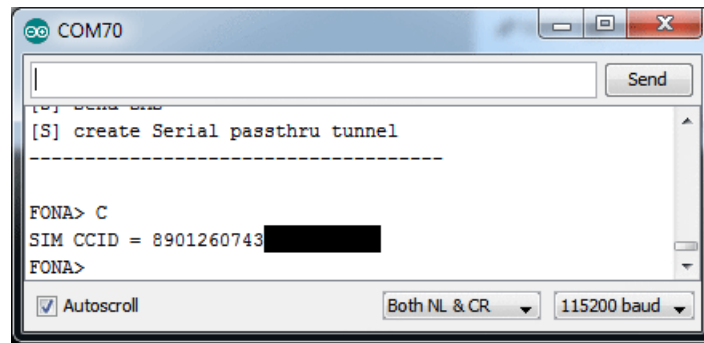 COM70
Send
[S] create Serial passthru tunnel
-------------------------------------
FONA> C
SIM CCID = 8901260743
FONA>
Autoscroll
Both NL & CR
115200 baud